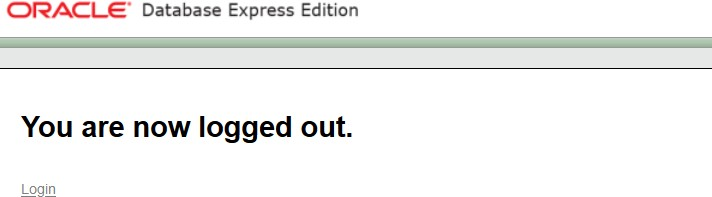 ORACLE® Database Express Edition
You are now logged out.
Login